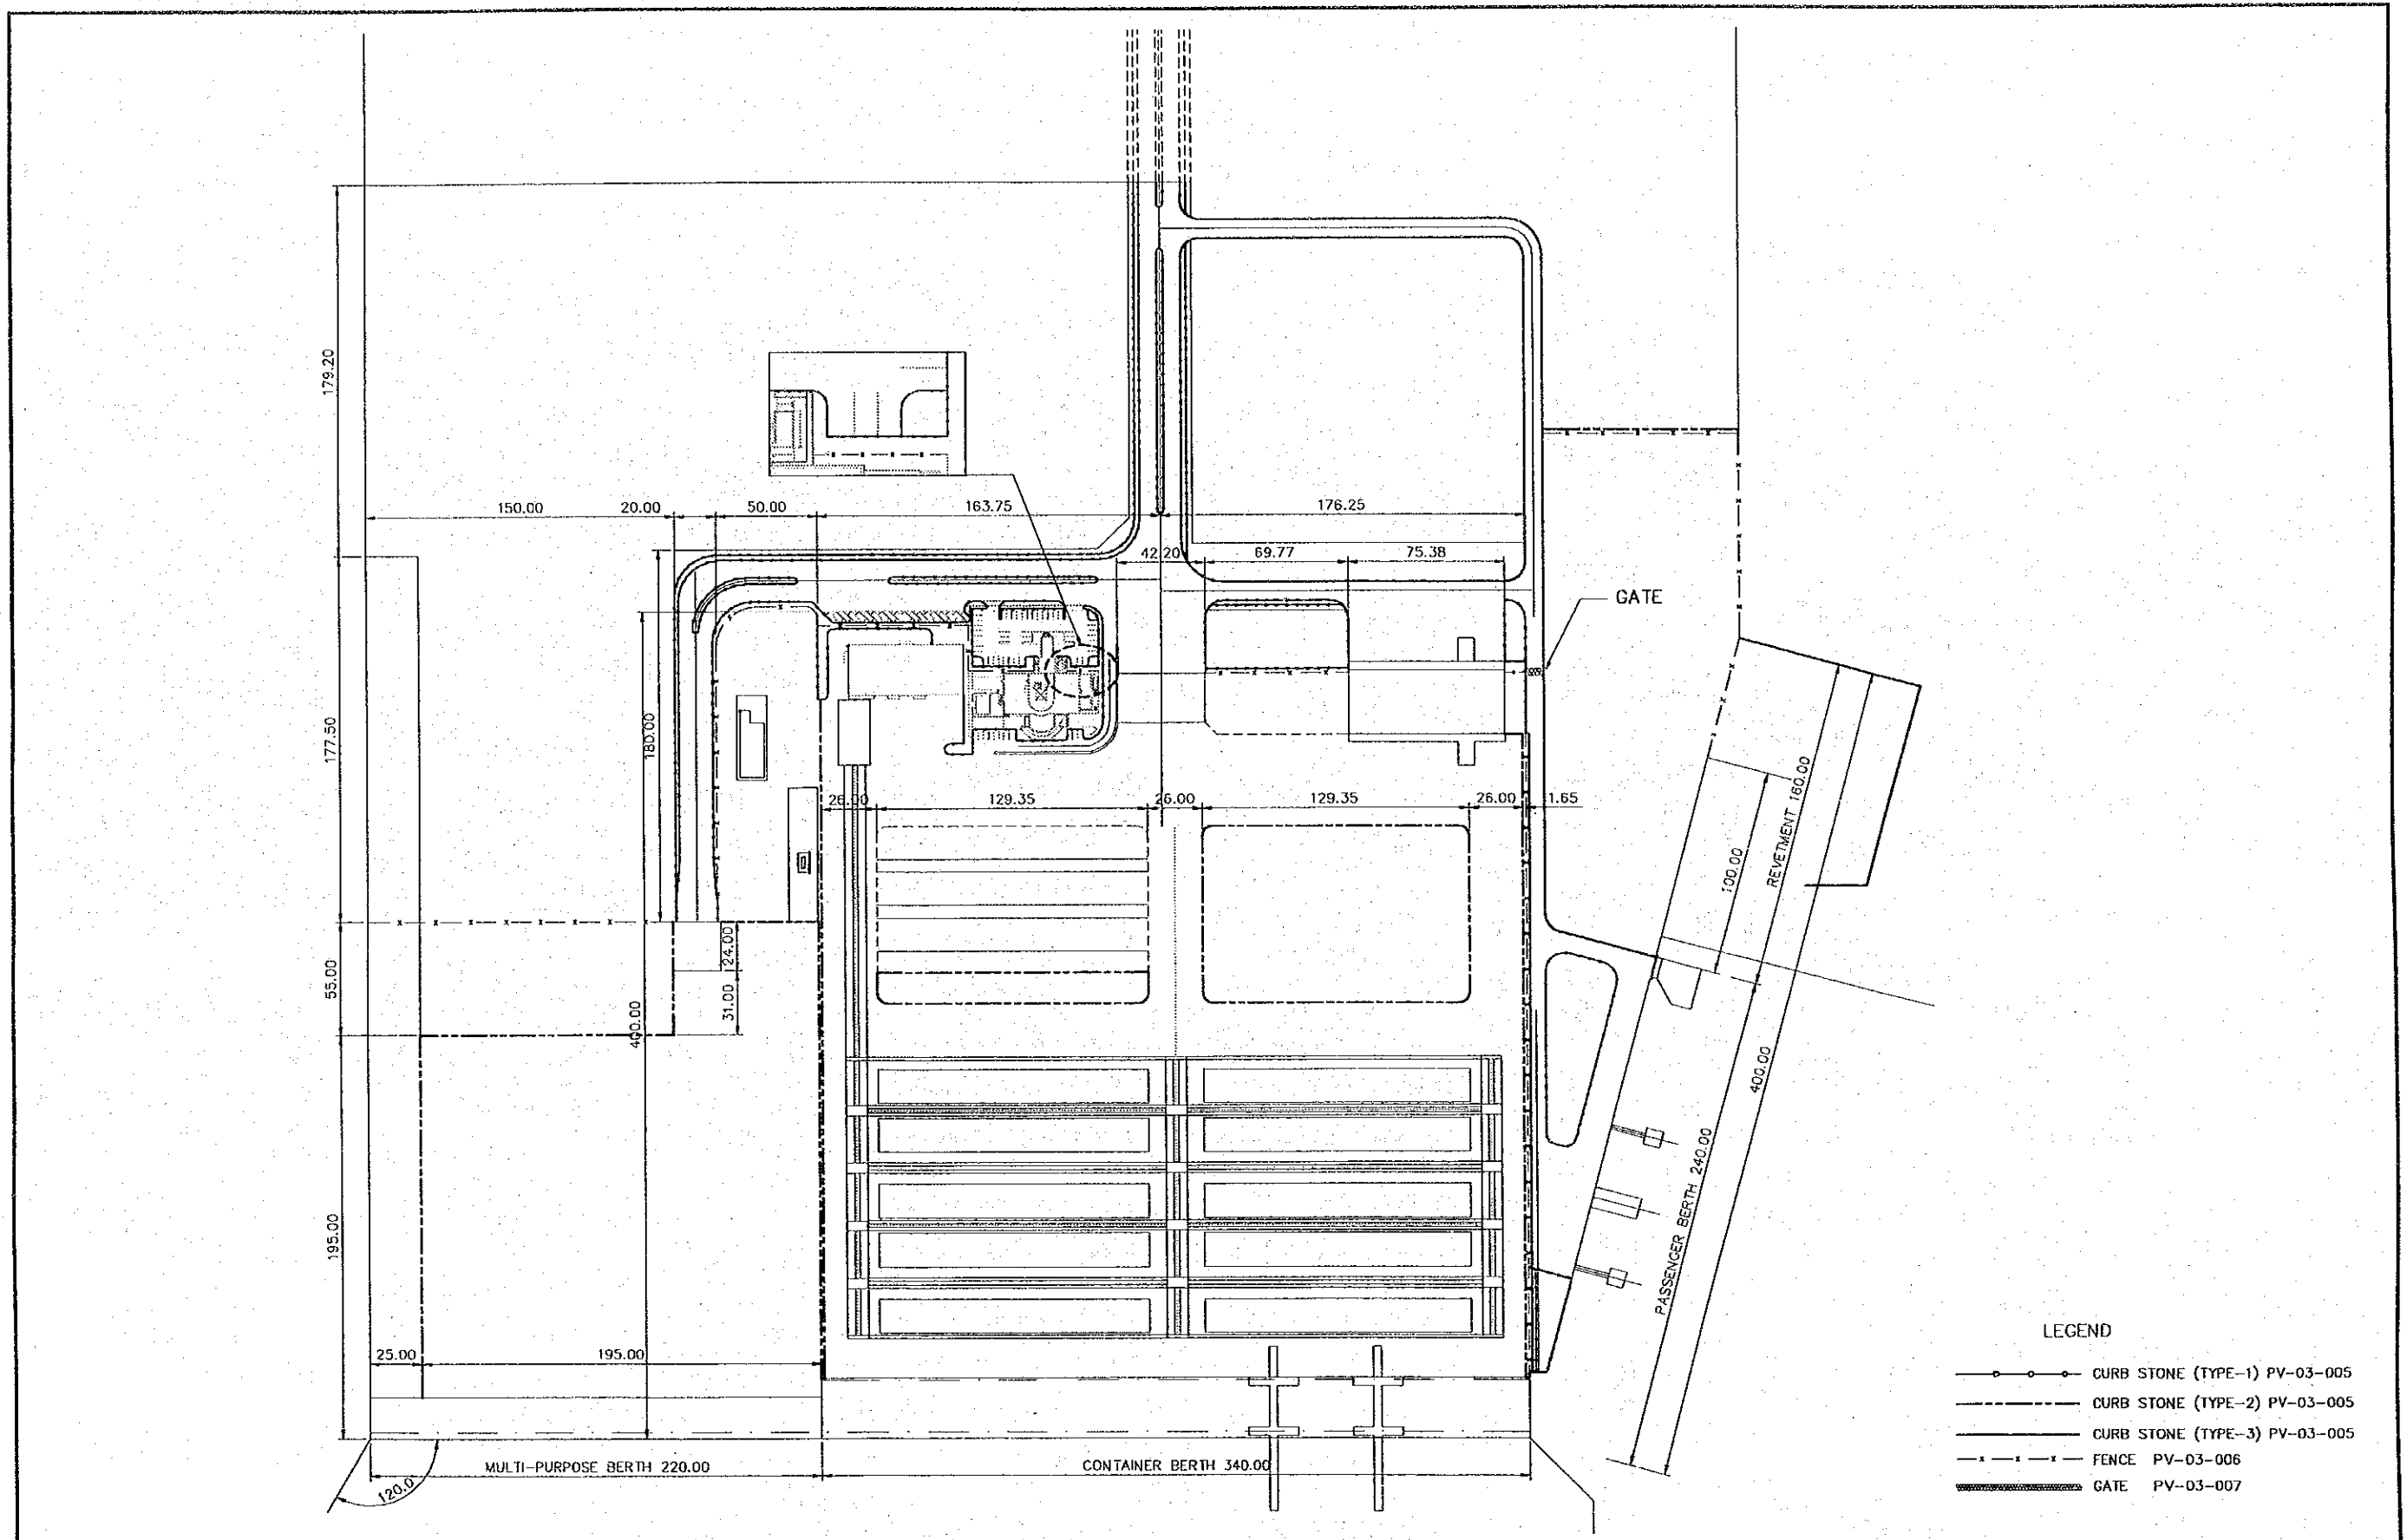 179.20
150.00
20.00
50.00
163.75
176.25
42.20
69.77
75.38
GATE
177.50
180.00
26.00
129.35
26.00
129.35
26.00
1.65
REVETMENT 160.00
100.00
24.00
55.00
31.00
400.00
400.00
PASSENGER BERTH 240.00
195.00
25.00
195.00
MULTI-PURPOSE BERTH 220.00
CONTAINER BERTH 340.00
120.0
LEGEND
CURB STONE (TYPE-1) PV-03-005
CURB STONE (TYPE-2) PV-03-005
CURB STONE (TYPE-3) PV-03-005
FENCE PV-03-006
GATE PV-03-007